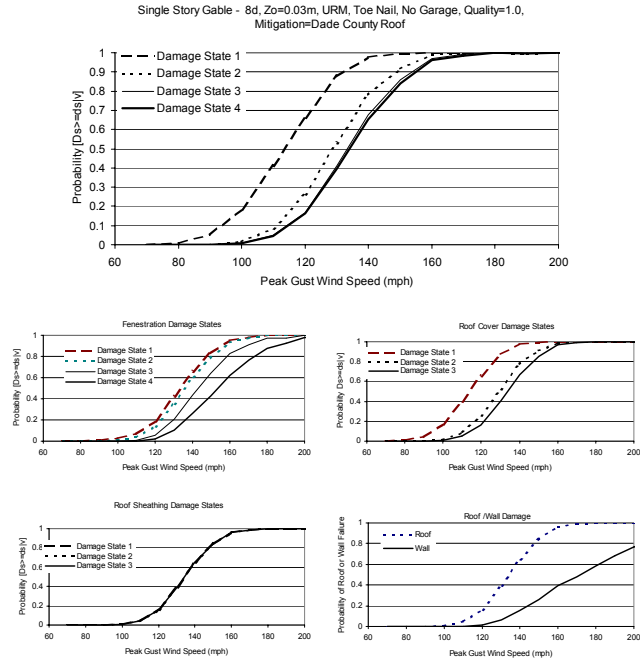 Single Story Gable - 8d, Zo=0.03m, URM, Toe Nail, No Garage, Quality=1.0,
Mitigation=Dade County Roof
Probability [Ds>=ds|v]
1
0.9
0.8
0.7
0.6
0.5
0.4
0.3
0.2
0.1
0
Damage State 1
Damage State 2
Damage State 3
Damage State 4
60 80 100 120 140 160 180 200
Peak Gust Wind Speed (mph)
Fenestration Damage States
Probability [Ds>=ds|v]
1
0.8
0.6
0.4
0.2
0
Damage State 1
Damage State 2
Damage State 3
Damage State 4
60 80 100 120 140 160 180 200
Peak Gust Wind Speed (mph)
Roof Cover Damage States
Probability Ds>=ds|v]
1
0.8
0.6
0.4
0.2
0
Damage State 1
Damage State 2
Damage State 3
60 80 100 120 140 160 180 200
Peak Gust Wind Speed (mph)
Roof Sheathing Damage States
Probability [Ds>=ds|v]
1
0.8
0.6
0.4
0.2
0
Damage State 1
Damage State 2
Damage State 3
60 80 100 120 140 160 180 200
Peak Gust Wind Speed (mph)
Roof /Wall Damage
Probability of Roof or Wall Failure
1
0.8
0.6
0.4
0.2
0
Roof
Wall
60 80 100 120 140 160 180 200
Peak Gust Wind Speed (mph)